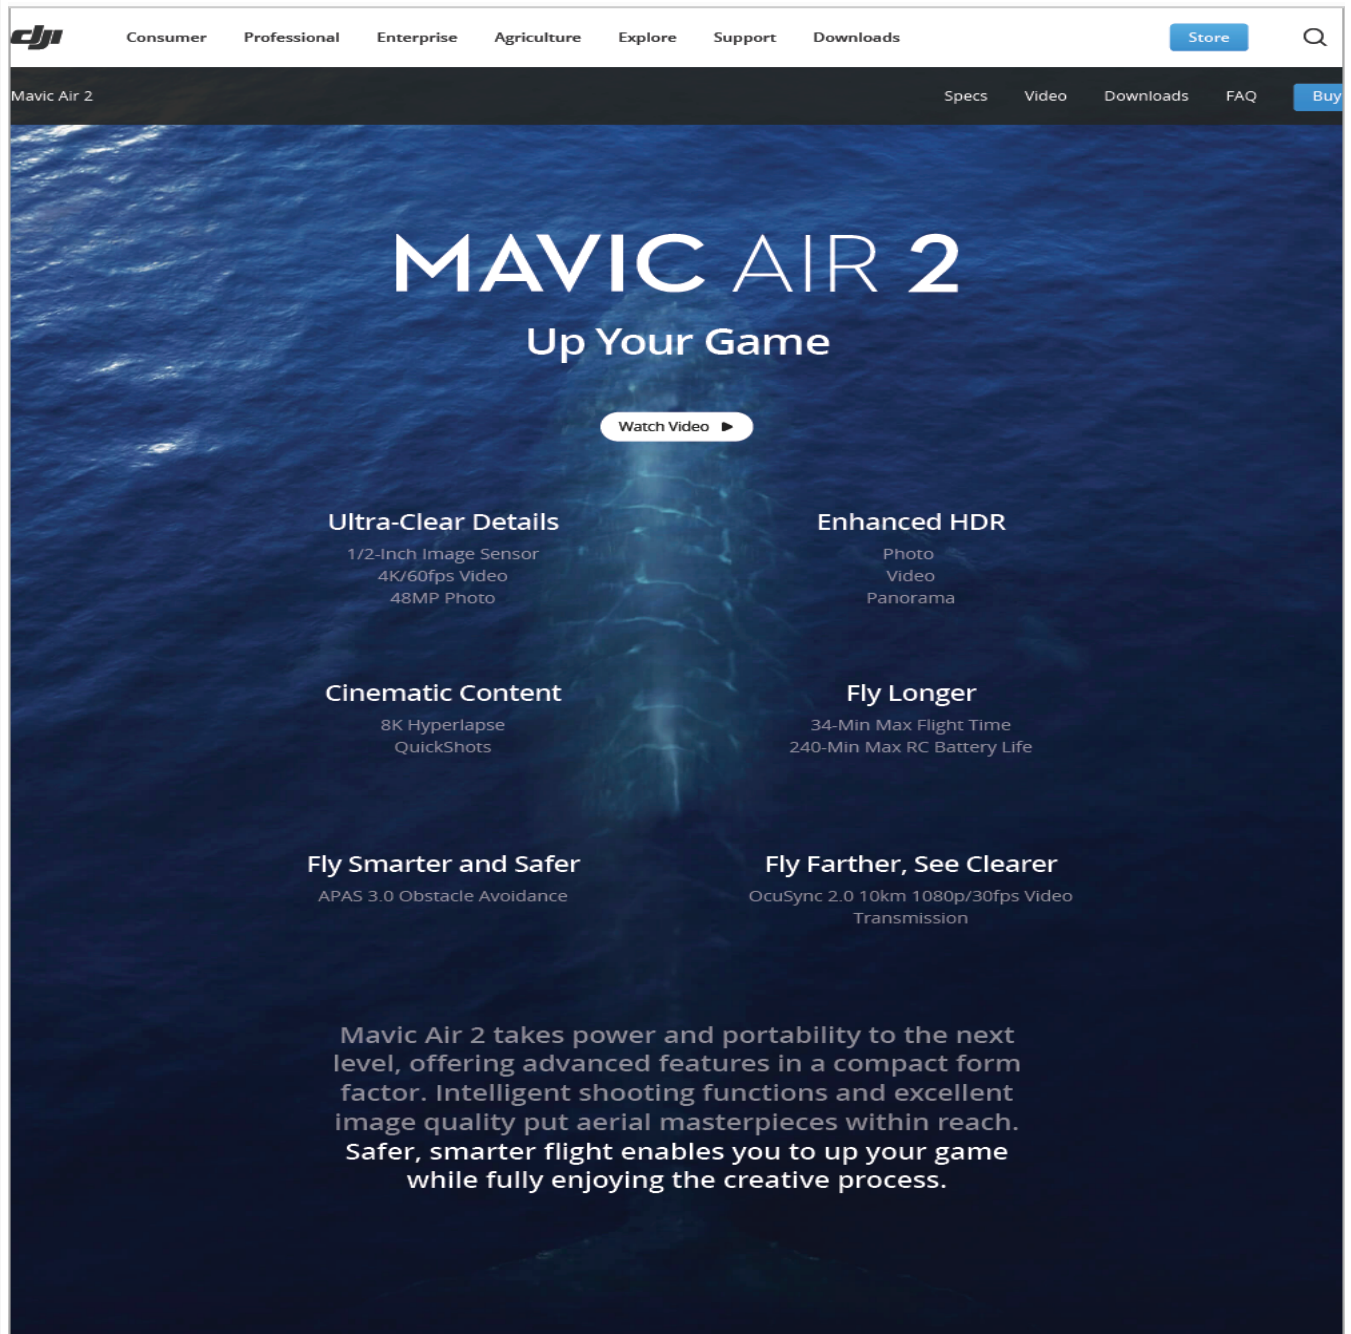 dji
Consumer Professional Enterprise Agriculture Explore Support Downloads Store
Mavic Air 2 Specs Video Downloads FAQ Buy
MAVIC AIR 2
Up Your Game
Watch Video
Ultra-Clear Details
1/2-Inch Image Sensor
4K/60fps Video
48MP Photo
Enhanced HDR
Photo
Video
Panorama
Cinematic Content
8K Hyperlapse
QuickShots
Fly Longer
34-Min Max Flight Time
240-Min Max RC Battery Life
Fly Smarter and Safer
APAS 3.0 Obstacle Avoidance
Fly Farther, See Clearer
OcuSync 2.0 10km 1080p/30fps Video
Transmission
Mavic Air 2 takes power and portability to the next
level, offering advanced features in a compact form
factor. Intelligent shooting functions and excellent
image quality put aerial masterpieces within reach.
Safer, smarter flight enables you to up your game
while fully enjoying the creative process.